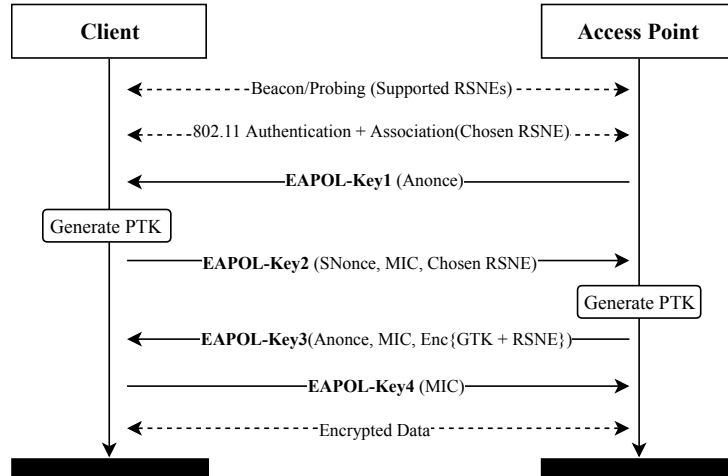 Client
Access Point
Beacon/Probing (Supported RSNEs)
802.11 Authentication + Association(Chosen RSNE)
EAPOL-Key1 (Anonce)
Generate PTK
EAPOL-Key2 (SNonce, MIC, Chosen RSNE)
Generate PTK
EAPOL-Key3(Anonce, MIC, Enc{GTK + RSNE})
EAPOL-Key4 (MIC)
Encrypted Data